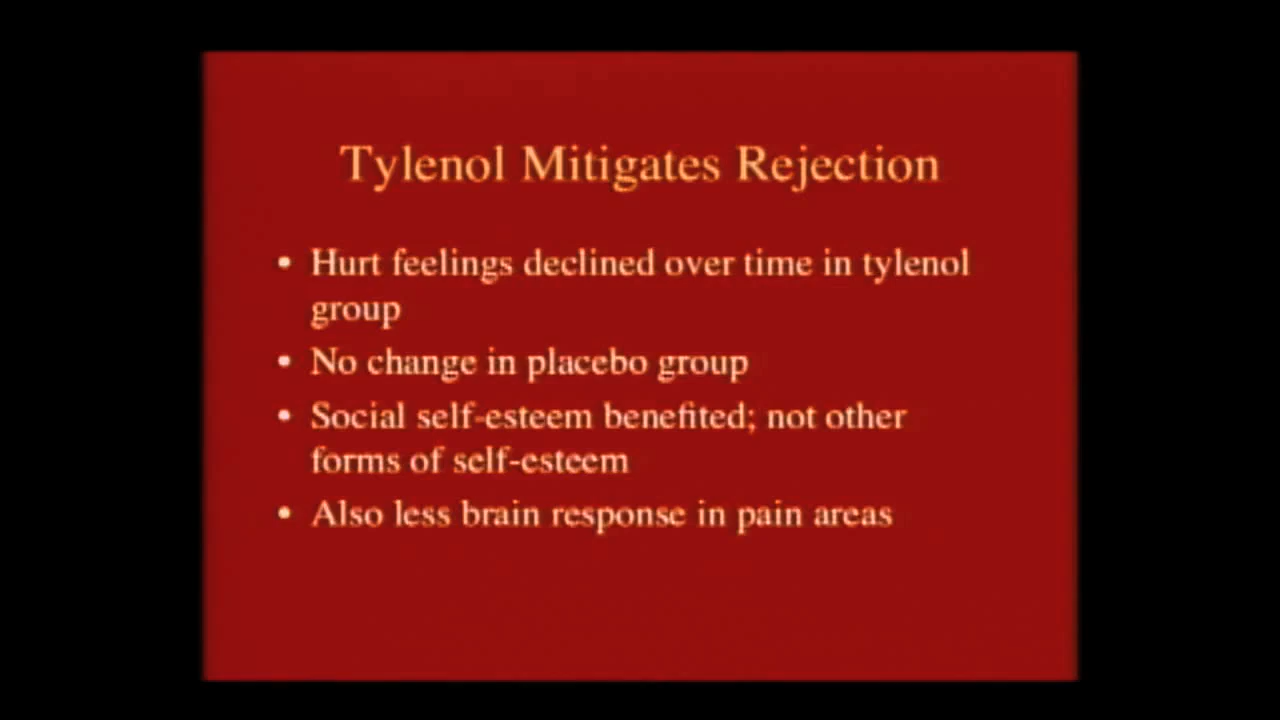 Tylenol Mitigates Rejection
• Hurt feelings declined over time in tylenol
group
• No change in placebo group
• Social self-esteem benefited; not other
forms of self-esteem
• Also less brain response in pain areas